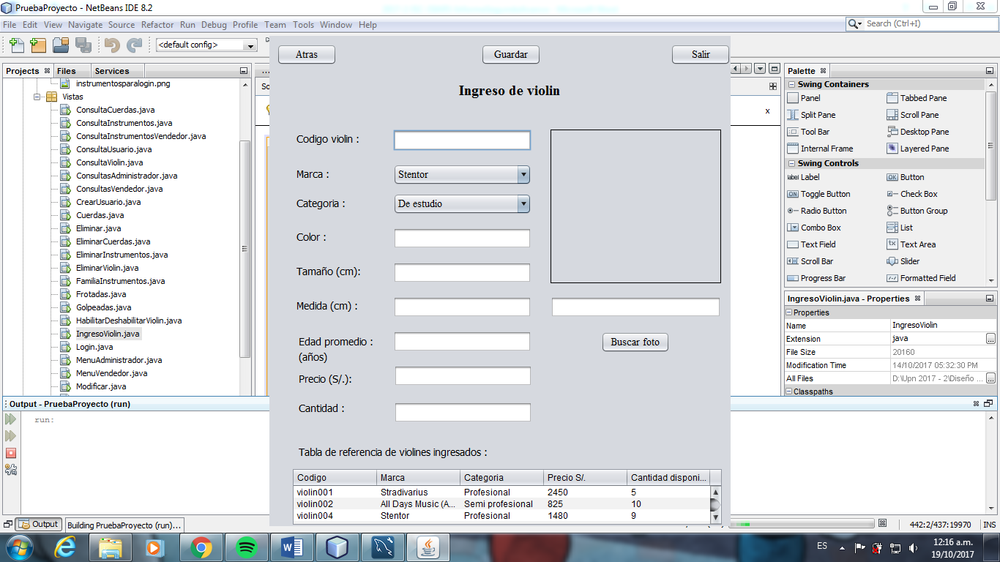 PruebaProyecto - NetBeans IDE 8.2
File Edit View Navigate Source Refactor Run Debug Profile Team Tools Window Help
Search (Ctrl+I)
<default config>
Projects Files Services
instrumentosparalogin.png
Vistas
ConsultaCuerdas.java
ConsultaInstrumentos.java
ConsultaInstrumentosVendedor.java
ConsultaUsuario.java
ConsultaViolin.java
ConsultasAdministrador.java
ConsultasVendedor.java
CrearUsuario.java
Cuerdas.java
Eliminar.java
EliminarCuerdas.java
EliminarInstrumentos.java
EliminarViolin.java
FamiliaInstrumentos.java
Frotadas.java
Golpeadas.java
HabilitarDeshabilitarViolin.java
IngresoViolin.java
Login.java
MenuAdministrador.java
MenuVendedor.java
Modificar.java
...
So
x
Atras Guardar Salir
Ingreso de violin
Codigo violin :
Marca : Stentor
Categoria : De estudio
Color :
Tamaño (cm):
Medida (cm) :
Edad promedio :
(años)
Buscar foto
Precio (S/.):
Cantidad :
Tabla de referencia de violines ingresados :
Codigo Marca Categoria Precio S/. Cantidad disponi...
violin001 Stradivarius Profesional 2450 5
violin002 All Days Music (A... Semi profesional 825 10
violin004 Stentor Profesional 1480 9
Palette
Swing Containers
Panel Tabbed Pane
Split Pane Scroll Pane
Tool Bar Desktop Pane
Internal Frame Layered Pane
Swing Controls
label Label OK Button
ON Toggle Button Check Box
Radio Button Button Group
Combo Box List
Text Field tx Text Area
Scroll Bar Slider
Progress Bar Formatted Field
IngresoViolin.java - Properties
Properties
Name IngresoViolin
Extension java ...
File Size 20160
Modification Time 14/10/2017 05:32:30 PM
All Files D:\Upn 2017 - 2\Diseño ... ...
Classpaths
Output - PruebaProyecto (run)
run:
Output
Building PruebaProyecto (run)...
442:2/437:19970 INS
ES
12:16 a.m.
19/10/2017